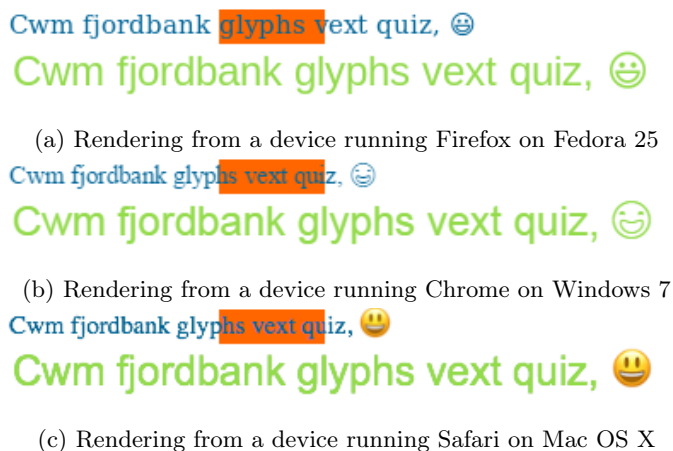 Cwm fjordbank glyphs vext quiz, 😃
Cwm fjordbank glyphs vext quiz, 😃
(a) Rendering from a device running Firefox on Fedora 25
Cwm fjordbank glyphs vext quiz, 😃
Cwm fjordbank glyphs vext quiz, 😃
(b) Rendering from a device running Chrome on Windows 7
Cwm fjordbank glyphs vext quiz, 😃
Cwm fjordbank glyphs vext quiz, 😃
(c) Rendering from a device running Safari on Mac OS X